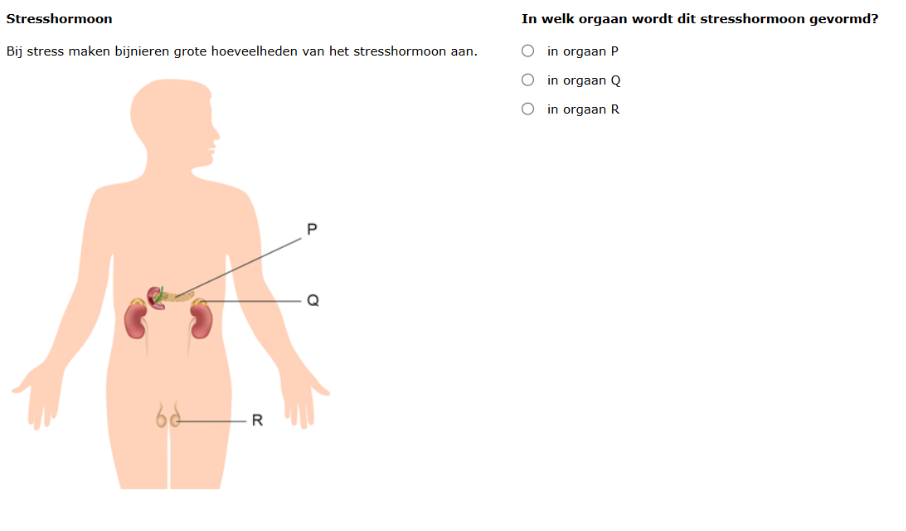 Stresshormoon
Bij stress maken bijnieren grote hoeveelheden van het stresshormoon aan.
P
Q
R
In welk orgaan wordt dit stresshormoon gevormd?
in orgaan P
in orgaan Q
in orgaan R